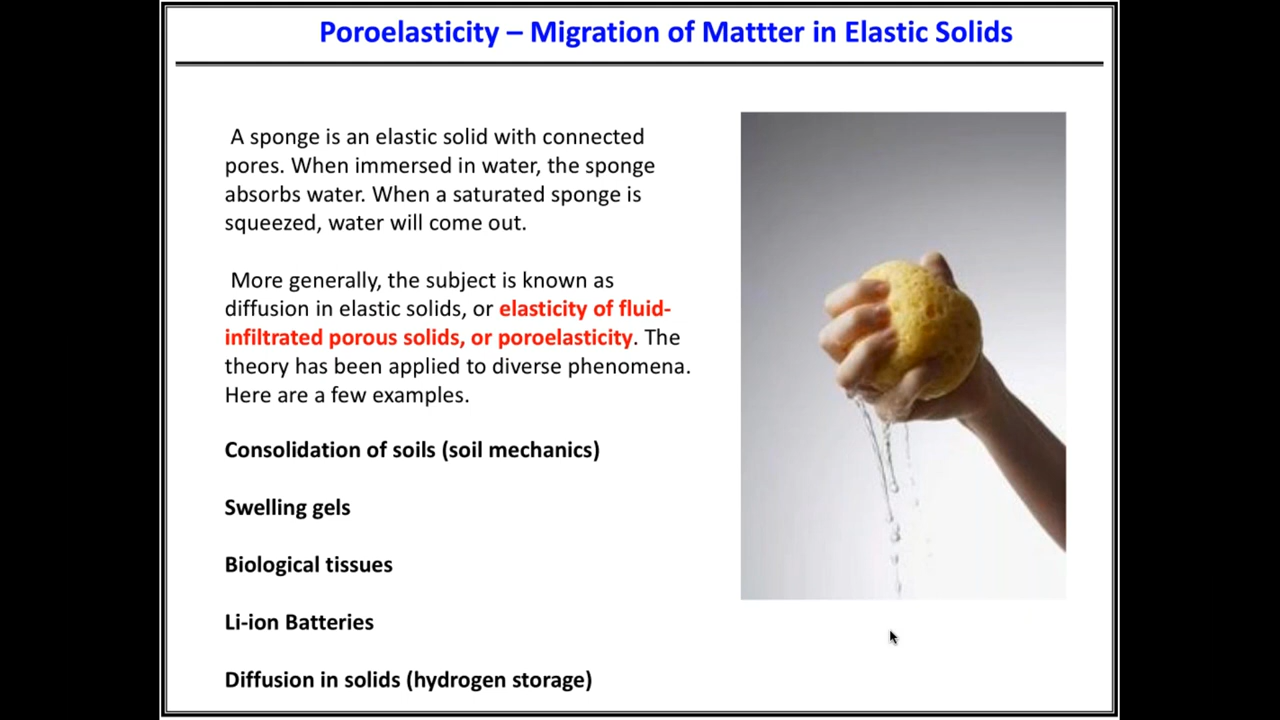 Poroelasticity – Migration of Mattter in Elastic Solids
A sponge is an elastic solid with connected
pores. When immersed in water, the sponge
absorbs water. When a saturated sponge is
squeezed, water will come out.
More generally, the subject is known as
diffusion in elastic solids, or elasticity of fluid-
infiltrated porous solids, or poroelasticity. The
theory has been applied to diverse phenomena.
Here are a few examples.
Consolidation of soils (soil mechanics)
Swelling gels
Biological tissues
Li-ion Batteries
Diffusion in solids (hydrogen storage)